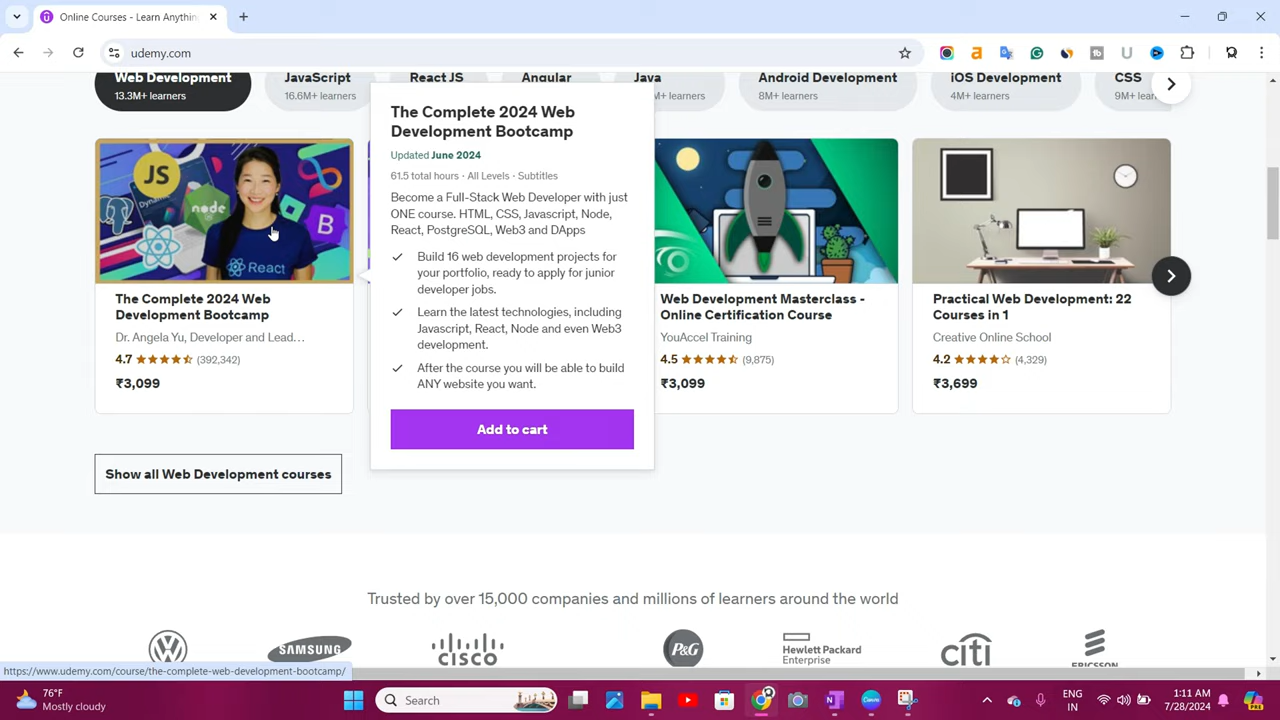 Online Courses - Learn Anythin
udemy.com
Web Development
13.3M+ learners
JavaScript
16.6M+ learners
React JS
Angular
Java
M+ learners
Android Development
8M+ learners
iOS Development
4M+ learners
CSS
9M+ lear
JS
node
React
B
The Complete 2024 Web
Development Bootcamp
Dr. Angela Yu, Developer and Lead…
4.7 (392,342)
₹3,099
The Complete 2024 Web
Development Bootcamp
Updated June 2024
61.5 total hours · All Levels · Subtitles
Become a Full-Stack Web Developer with just
ONE course. HTML, CSS, Javascript, Node,
React, PostgreSQL, Web3 and DApps
Build 16 web development projects for
your portfolio, ready to apply for junior
developer jobs.
Learn the latest technologies, including
Javascript, React, Node and even Web3
development.
After the course you will be able to build
ANY website you want.
Add to cart
Web Development Masterclass -
Online Certification Course
YouAccel Training
4.5 (9,875)
₹3,099
Practical Web Development: 22
Courses in 1
Creative Online School
4.2 (4,329)
₹3,699
Show all Web Development courses
Trusted by over 15,000 companies and millions of learners around the world
SAMSUNG
CISCO
P&G
Hewlett Packard
Enterprise
citi
ERICSSON
https://www.udemy.com/course/the-complete-web-development-bootcamp/
76°F
Mostly cloudy
Search
ENG
IN
1:11 AM
7/28/2024